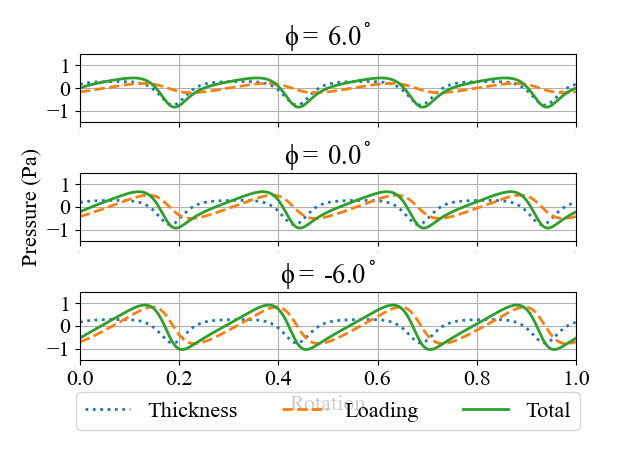 ϕ = 6.0°
1
0
−1
ϕ = 0.0°
1
0
−1
Pressure (Pa)
ϕ = -6.0°
1
0
−1
0.0 0.2 0.4 0.6 0.8 1.0
Rotation
Thickness Loading Total